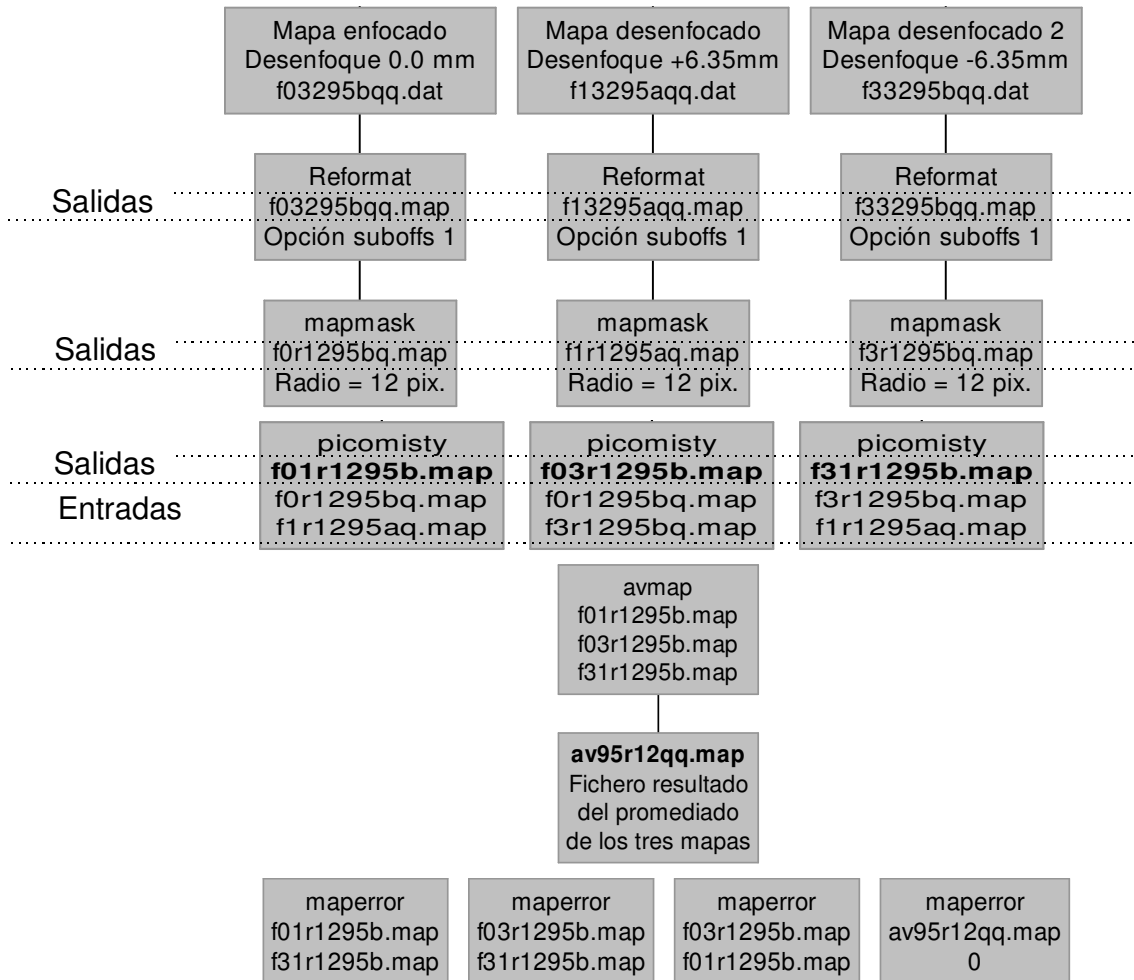 Mapa enfocado
Desenfoque 0.0 mm
f03295bqq.dat
Mapa desenfocado
Desenfoque +6.35mm
f13295aqq.dat
Mapa desenfocado 2
Desenfoque -6.35mm
f33295bqq.dat
Salidas
Reformat
f03295bqq.map
Opción suboffs 1
Reformat
f13295aqq.map
Opción suboffs 1
Reformat
f33295bqq.map
Opción suboffs 1
Salidas
mapmask
f0r1295bq.map
Radio = 12 pix.
mapmask
f1r1295aq.map
Radio = 12 pix.
mapmask
f3r1295bq.map
Radio = 12 pix.
Salidas
Entradas
picomisty
f01r1295b.map
f0r1295bq.map
f1r1295aq.map
picomisty
f03r1295b.map
f0r1295bq.map
f3r1295bq.map
picomisty
f31r1295b.map
f3r1295bq.map
f1r1295aq.map
avmap
f01r1295b.map
f03r1295b.map
f31r1295b.map
av95r12qq.map
Fichero resultado
del promediado
de los tres mapas
maperror
f01r1295b.map
f31r1295b.map
maperror
f03r1295b.map
f31r1295b.map
maperror
f03r1295b.map
f01r1295b.map
maperror
av95r12qq.map
0